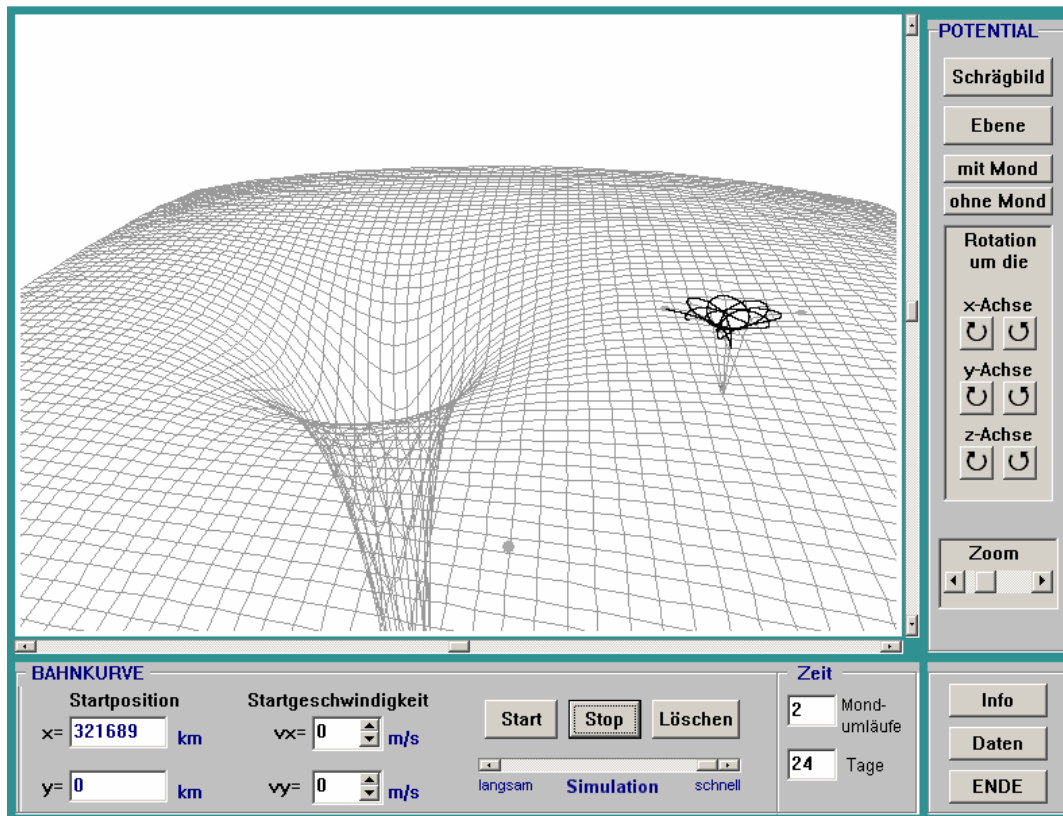 POTENTIAL
Schrägbild
Ebene
mit Mond
ohne Mond
Rotation
um die
x-Achse
y-Achse
z-Achse
Zoom
BAHNKURVE
Startposition
x= 321689 km
y= 0 km
Startgeschwindigkeit
vx= 0 m/s
vy= 0 m/s
Start Stop Löschen
langsam Simulation schnell
Zeit
2 Mond-
umläufe
24 Tage
Info
Daten
ENDE